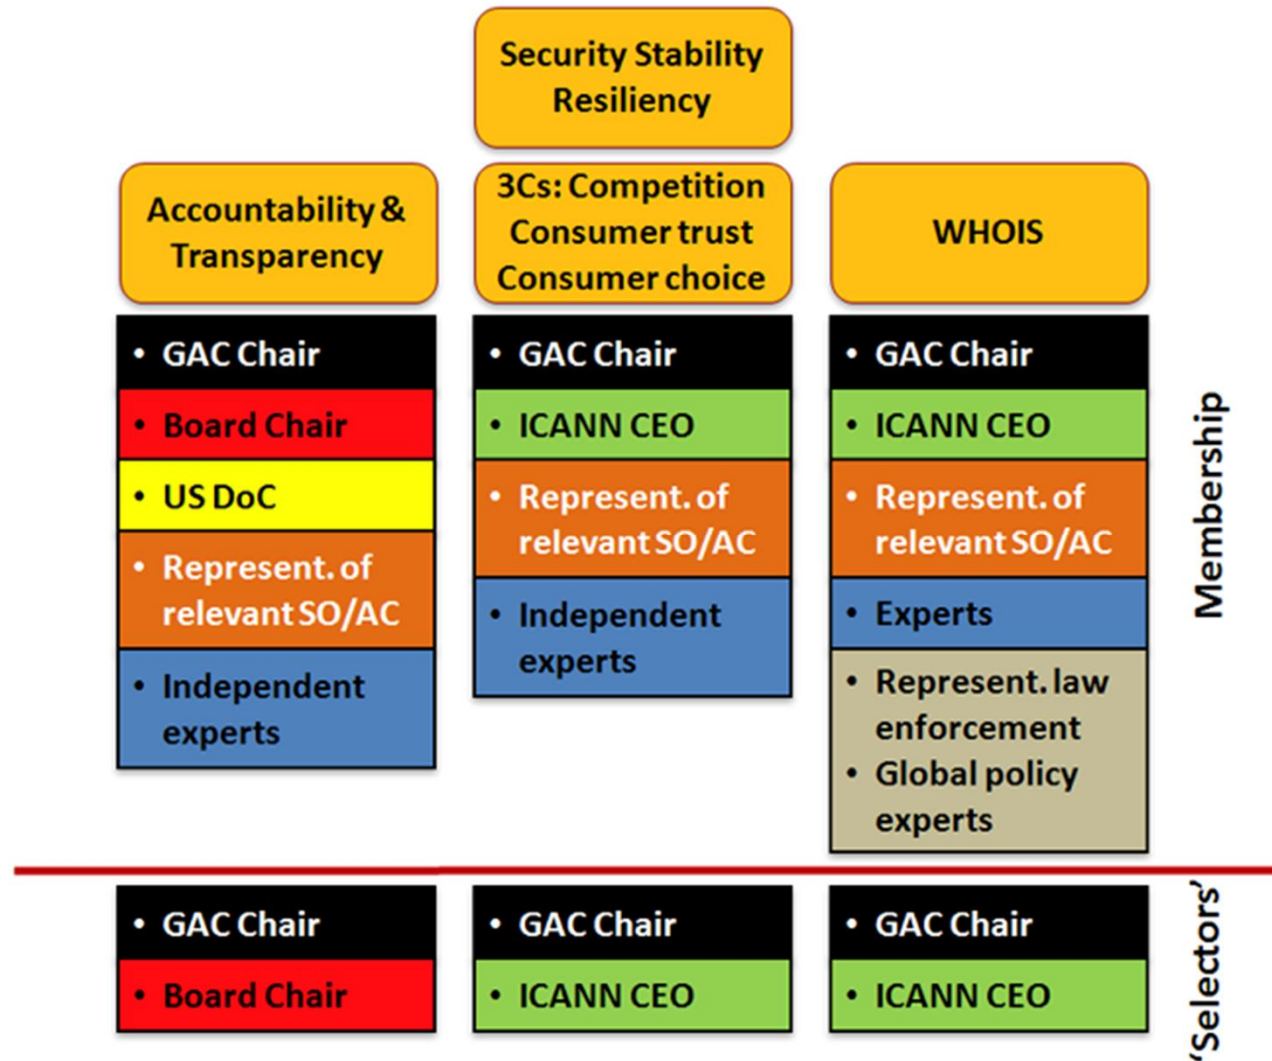 Security Stability
Resiliency
Accountability &
Transparency
3Cs: Competition
Consumer trust
Consumer choice
WHOIS
• GAC Chair
• Board Chair
• US DoC
• Represent. of
relevant SO/AC
• Independent
experts
• GAC Chair
• ICANN CEO
• Represent. of
relevant SO/AC
• Independent
experts
• GAC Chair
• ICANN CEO
• Represent. of
relevant SO/AC
• Experts
• Represent. law
enforcement
• Global policy
experts
Membership
• GAC Chair
• Board Chair
• GAC Chair
• ICANN CEO
• GAC Chair
• ICANN CEO
‘Selectors’